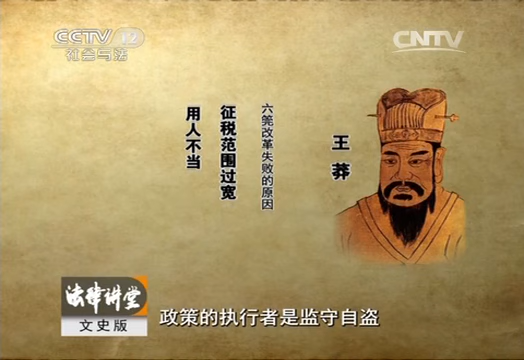 CCTV 12
社会与法
CNTV
王莽
六筦改革失败的原因
征税范围过宽
用人不当
法律讲堂
文史版
政策的执行者是监守自盗